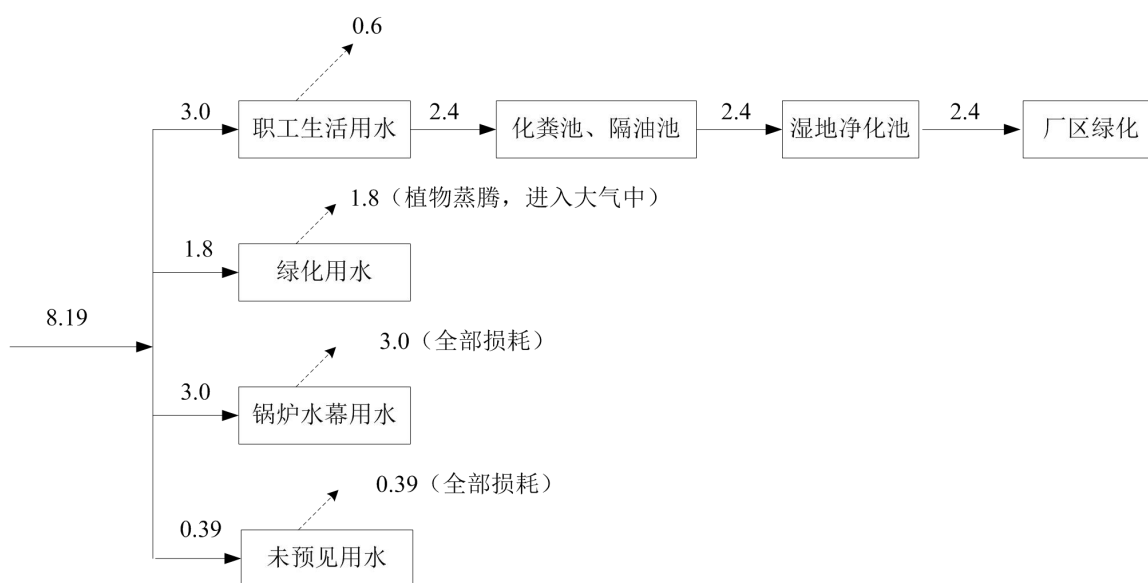 0.6
3.0 职工生活用水 2.4 化粪池、隔油池 2.4 湿地净化池 2.4 厂区绿化
1.8（植物蒸腾，进入大气中）
1.8 绿化用水
8.19
3.0（全部损耗）
3.0 锅炉水幕用水
0.39（全部损耗）
0.39 未预见用水